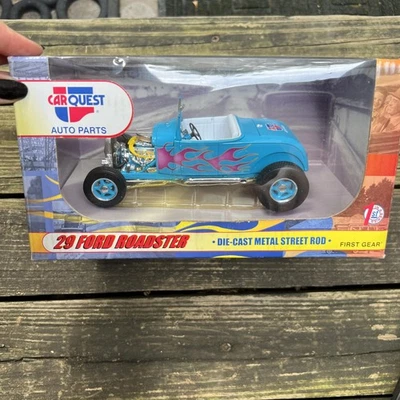 CARQUEST
AUTO PARTS
29 FORD ROADSTER
• DIE-CAST METAL STREET ROD •
FIRST GEAR